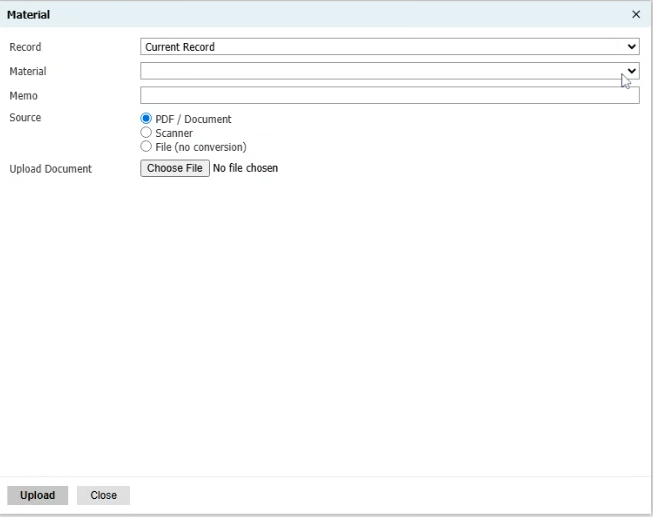 Material
Record Current Record
Material
Memo
Source PDF / Document
Scanner
File (no conversion)
Upload Document Choose File No file chosen
Upload Close